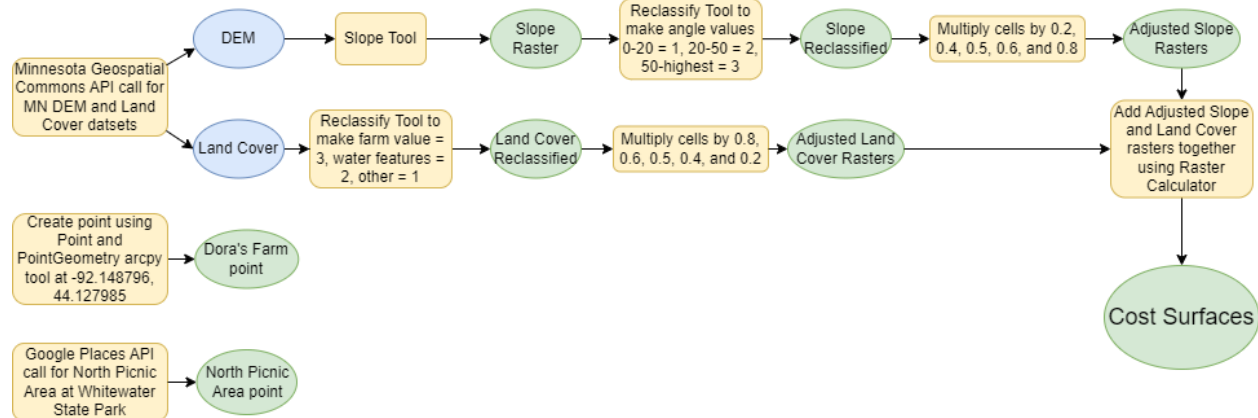 Minnesota Geospatial
Commons API call for
MN DEM and Land
Cover datsets
DEM
Slope Tool
Slope
Raster
Reclassify Tool to
make angle values
0-20 = 1, 20-50 = 2,
50-highest = 3
Slope
Reclassified
Multiply cells by 0.2,
0.4, 0.5, 0.6, and 0.8
Adjusted Slope
Rasters
Land Cover
Reclassify Tool to
make farm value =
3, water features =
2, other = 1
Land Cover
Reclassified
Multiply cells by 0.8,
0.6, 0.5, 0.4, and 0.2
Adjusted Land
Cover Rasters
Add Adjusted Slope
and Land Cover
rasters together
using Raster
Calculator
Create point using
Point and
PointGeometry arcpy
tool at -92.148796,
44.127985
Dora's Farm
point
Cost Surfaces
Google Places API
call for North Picnic
Area at Whitewater
State Park
North Picnic
Area point